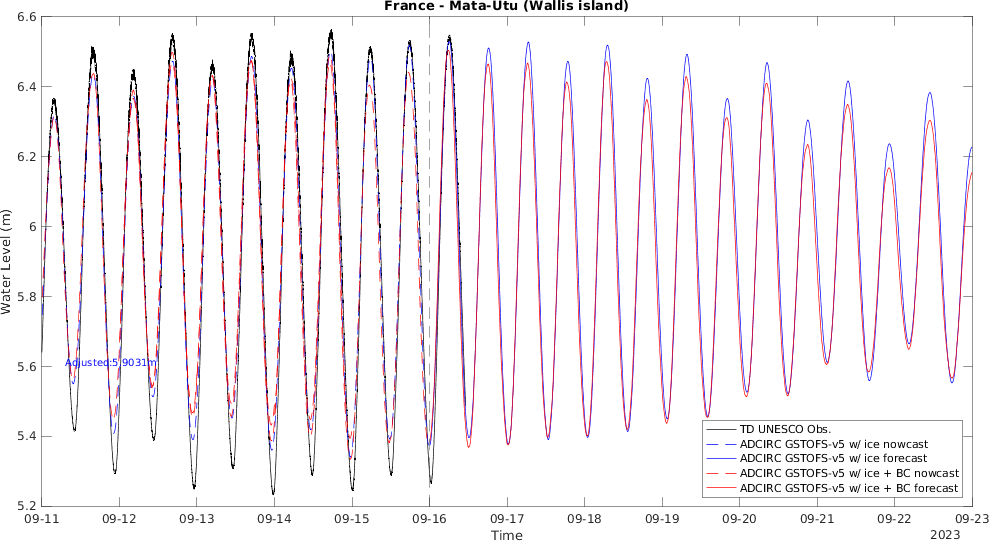 France - Mata-Utu (Wallis island)
6.6
6.4
6.2
6
5.8
5.6
5.4
5.2
Water Level (m)
Adjusted:5.9031m
TD UNESCO Obs.
ADCIRC GSTOFS-v5 w/ ice nowcast
ADCIRC GSTOFS-v5 w/ ice forecast
ADCIRC GSTOFS-v5 w/ ice + BC nowcast
ADCIRC GSTOFS-v5 w/ ice + BC forecast
09-11 09-12 09-13 09-14 09-15 09-16 09-17 09-18 09-19 09-20 09-21 09-22 09-23
Time
2023